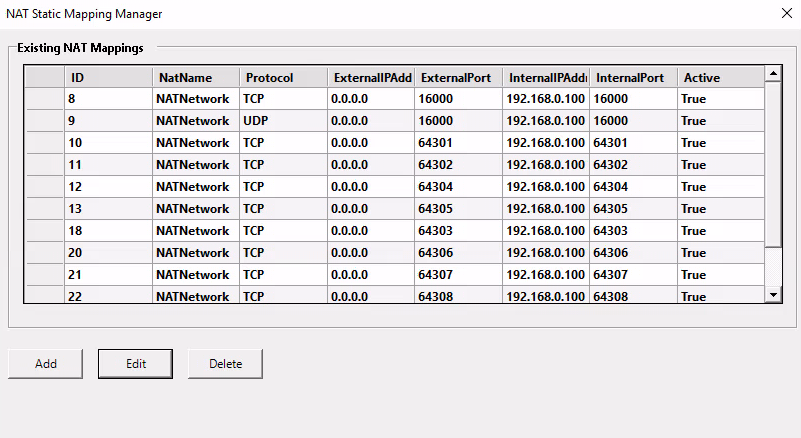 NAT Static Mapping Manager
Existing NAT Mappings
ID NatName Protocol ExternalIPAdd ExternalPort InternalIPAdd InternalPort Active
8 NATNetwork TCP 0.0.0.0 16000 192.168.0.100 16000 True
9 NATNetwork UDP 0.0.0.0 16000 192.168.0.100 16000 True
10 NATNetwork TCP 0.0.0.0 64301 192.168.0.100 64301 True
11 NATNetwork TCP 0.0.0.0 64302 192.168.0.100 64302 True
12 NATNetwork TCP 0.0.0.0 64304 192.168.0.100 64304 True
13 NATNetwork TCP 0.0.0.0 64305 192.168.0.100 64305 True
18 NATNetwork TCP 0.0.0.0 64303 192.168.0.100 64303 True
20 NATNetwork TCP 0.0.0.0 64306 192.168.0.100 64306 True
21 NATNetwork TCP 0.0.0.0 64307 192.168.0.100 64307 True
22 NATNetwork TCP 0.0.0.0 64308 192.168.0.100 64308 True
Add Edit Delete